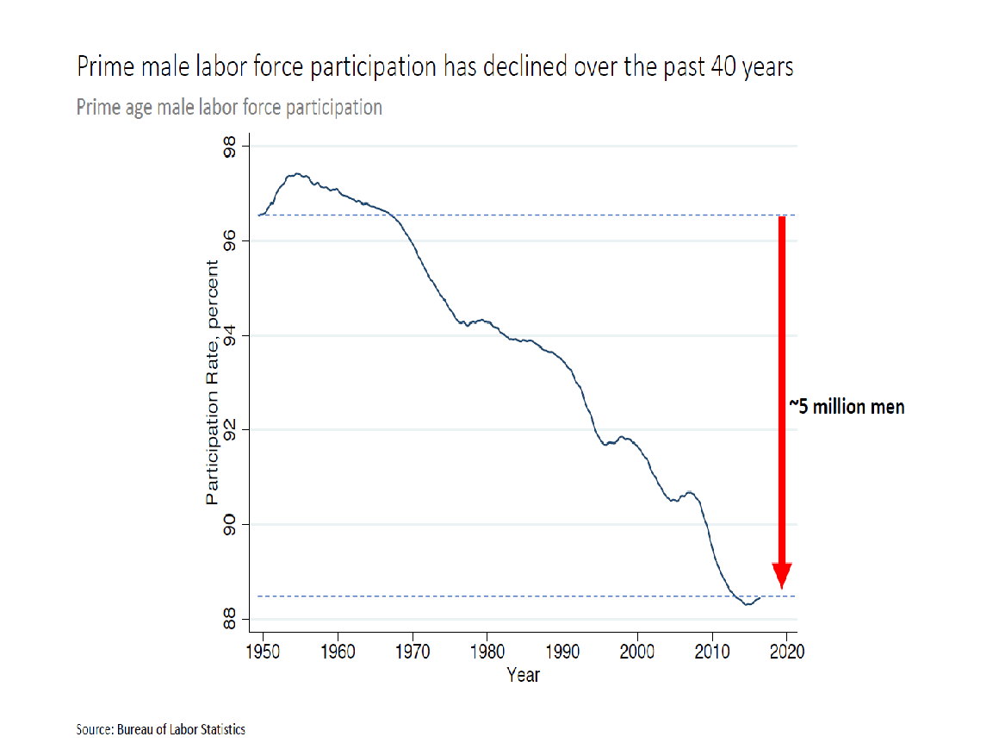 Prime male labor force participation has declined over the past 40 years
Prime age male labor force participation
98
96
94
92
90
88
Participation Rate, percent
~5 million men
1950 1960 1970 1980 1990 2000 2010 2020
Year
Source: Bureau of Labor Statistics